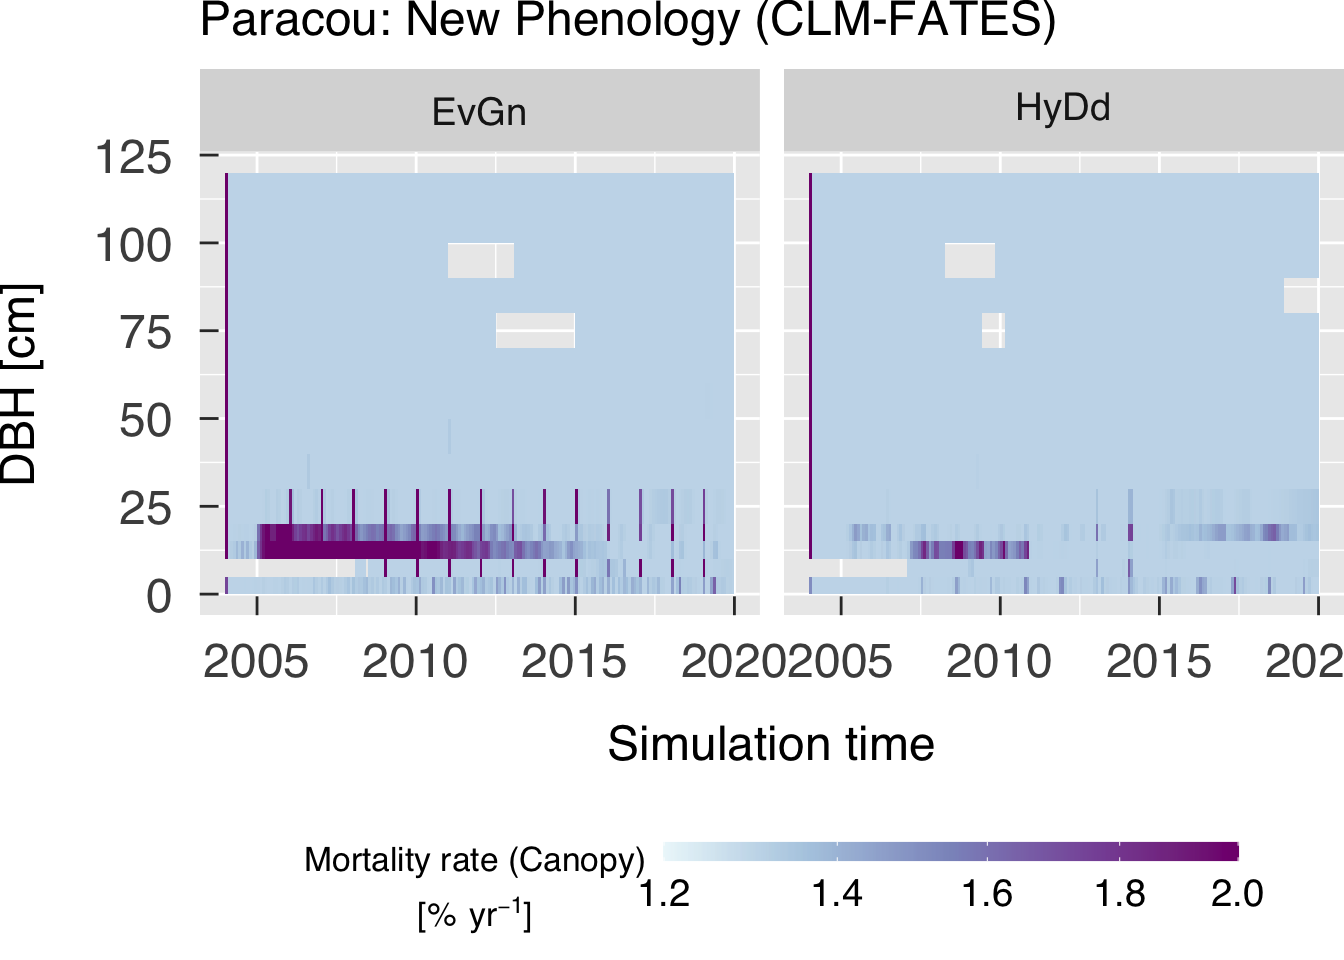 Paracou: New Phenology (CLM-FATES)
EvGn
HyDd
DBH [cm]
125
100
75
50
25
0
2005 2010 2015 2020
2005 2010 2015 202
Simulation time
Mortality rate (Canopy)
[% yr⁻¹]
1.2 1.4 1.6 1.8 2.0